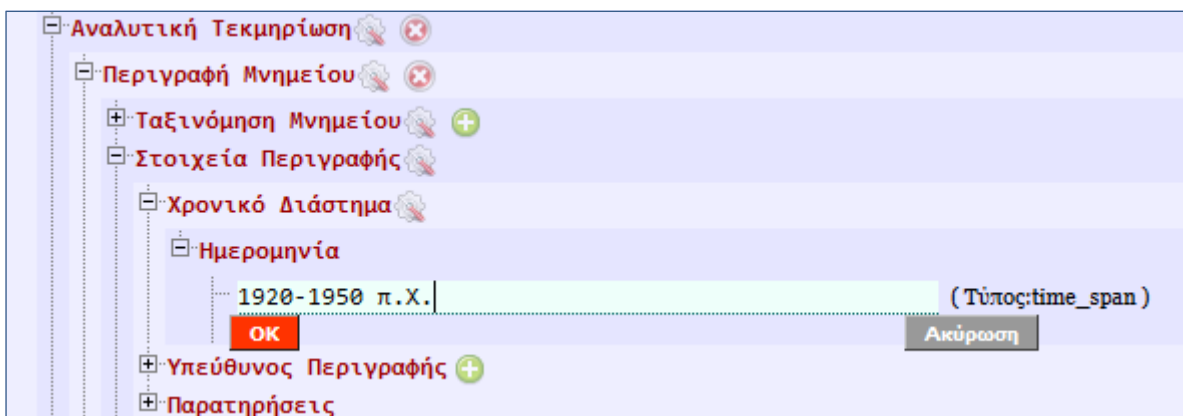 Αναλυτική Τεκμηρίωση
Περιγραφή Μνημείου
Ταξινόμηση Μνημείου
Στοιχεία Περιγραφής
Χρονικό Διάστημα
Ημερομηνία
1920-1950 π.Χ. (Τύπος:time_span )
OK Ακύρωση
Υπεύθυνος Περιγραφής
Παρατηρήσεις